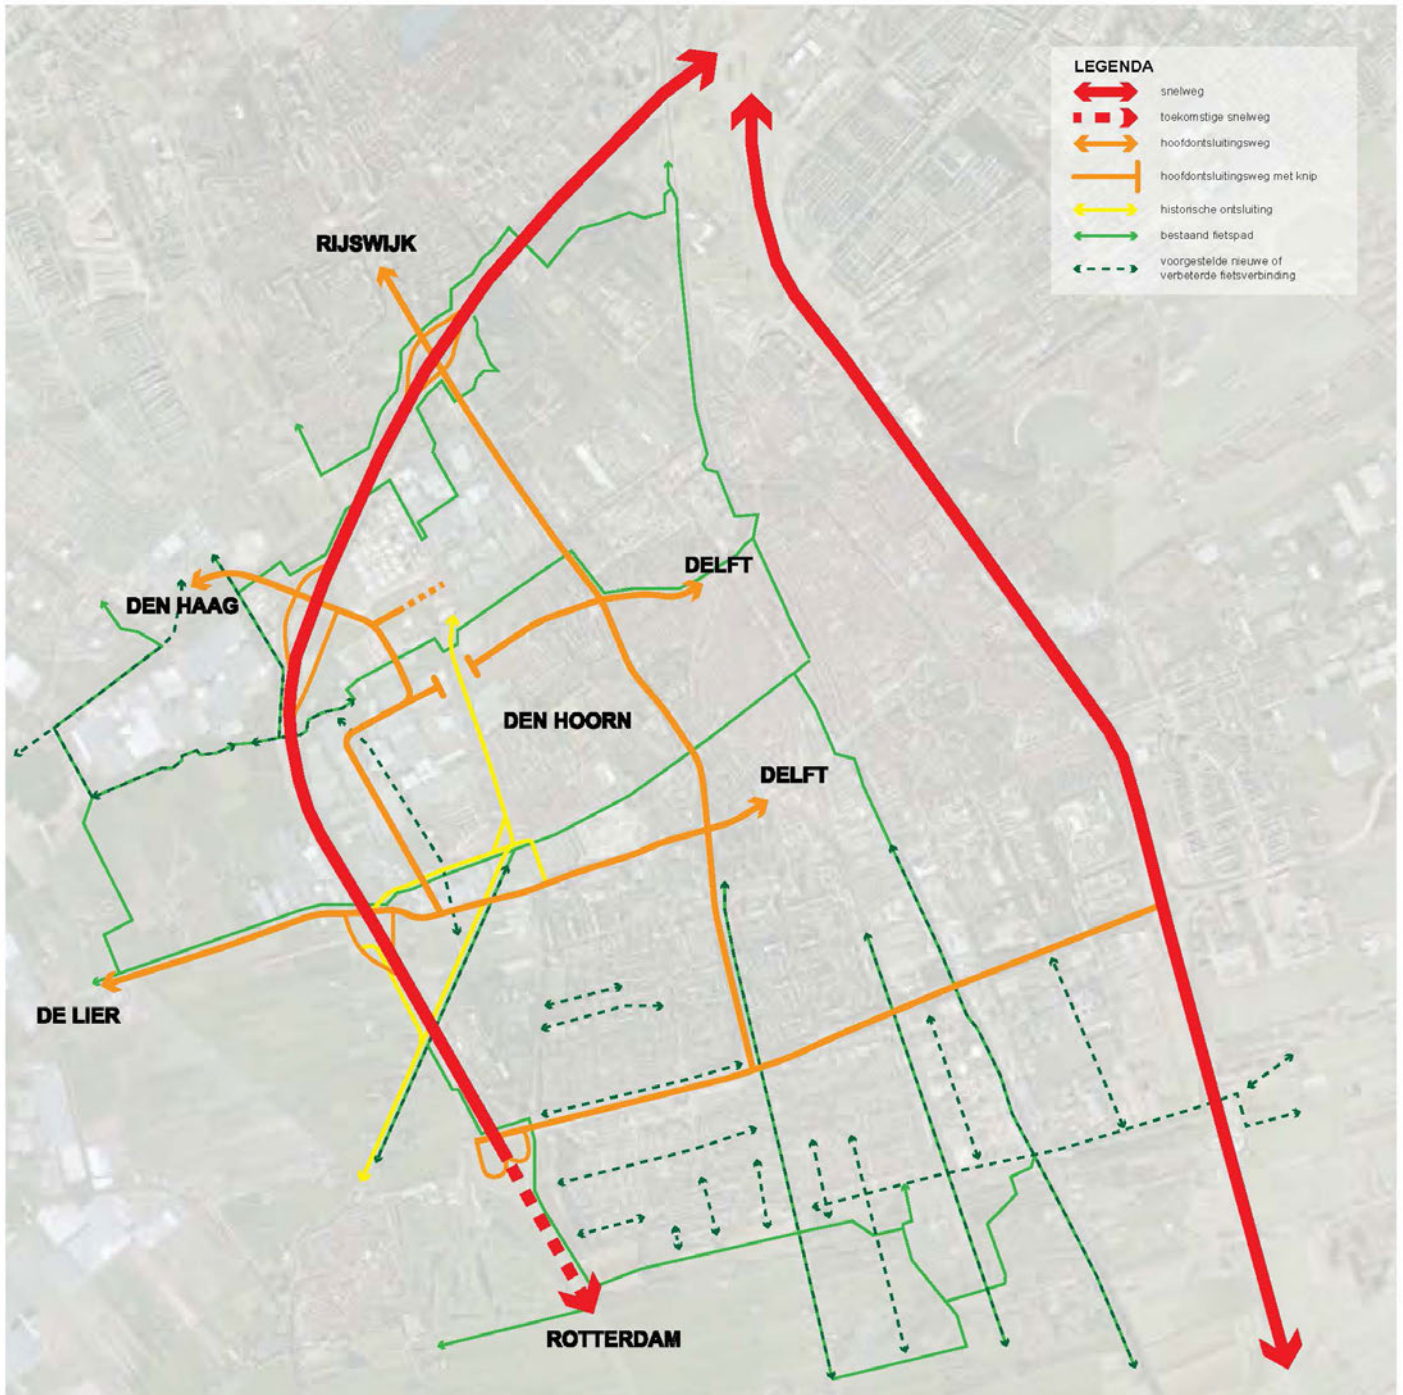 LEGENDA
snelweg
toekomstige snelweg
hoofdontsluitingsweg
hoofdontsluitingsweg met knip
historische ontsluiting
bestaand fietspad
voorgestelde nieuwe of
verbeterde fietsverbinding
RIJSWIJK
DELFT
DEN HAAG
DEN HOORN
DELFT
DE LIER
ROTTERDAM